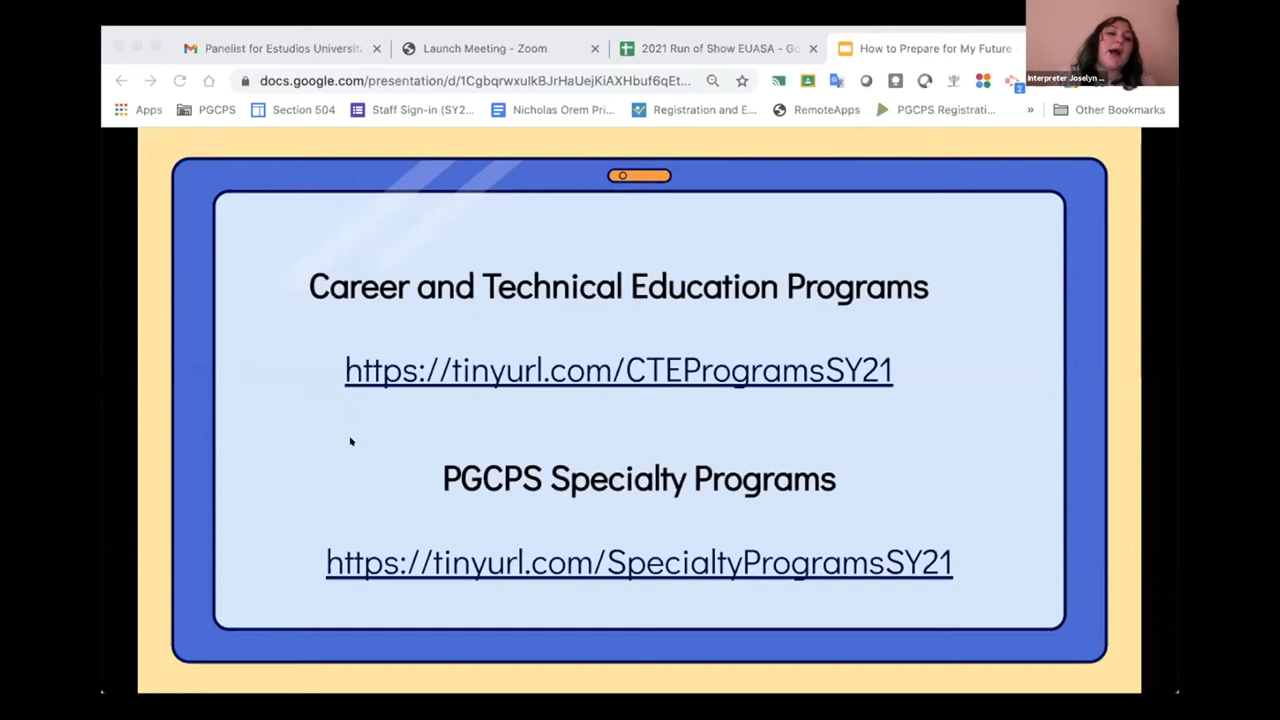 Panelist for Estudios Universita
Launch Meeting - Zoom
2021 Run of Show EUASA - Go
How to Prepare for My Future
Interpreter Joselyn ...
docs.google.com/presentation/d/1CgbqrwxulkBJrHaUejKiAXHbuf6qEt...
2
Apps
PGCPS
Section 504
Staff Sign-in (SY2...
Nicholas Orem Pri...
Registration and E...
RemoteApps
PGCPS Registrati...
»
Other Bookmarks
Career and Technical Education Programs
https://tinyurl.com/CTEProgramsSY21
PGCPS Specialty Programs
https://tinyurl.com/SpecialtyProgramsSY21